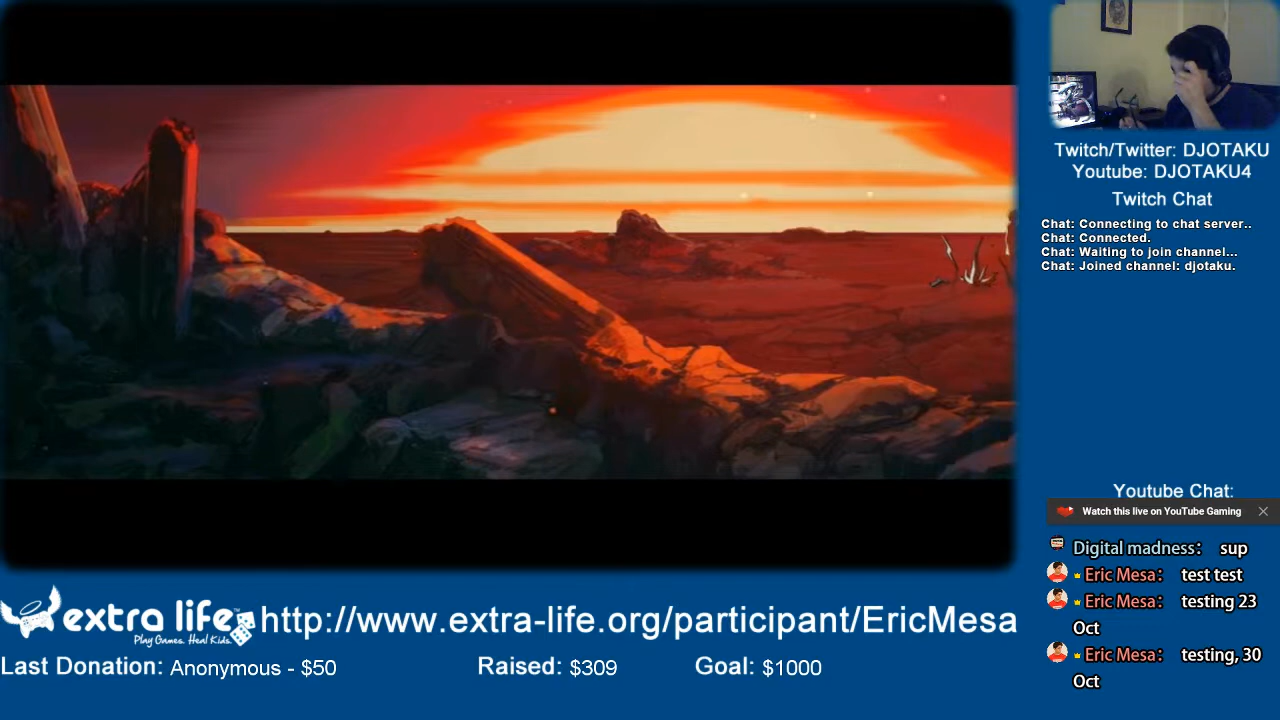 Twitch/Twitter: DJOTAKU
Youtube: DJOTAKU4
Twitch Chat
Chat: Connecting to chat server..
Chat: Connected.
Chat: Waiting to join channel...
Chat: Joined channel: djotaku.
Youtube Chat:
Watch this live on YouTube Gaming
Digital madness: sup
Eric Mesa: test test
Eric Mesa: testing 23
Oct
Eric Mesa: testing, 30
Oct
extra life™
Play Games. Heal Kids.
http://www.extra-life.org/participant/EricMesa
Last Donation: Anonymous - $50 Raised: $309 Goal: $1000